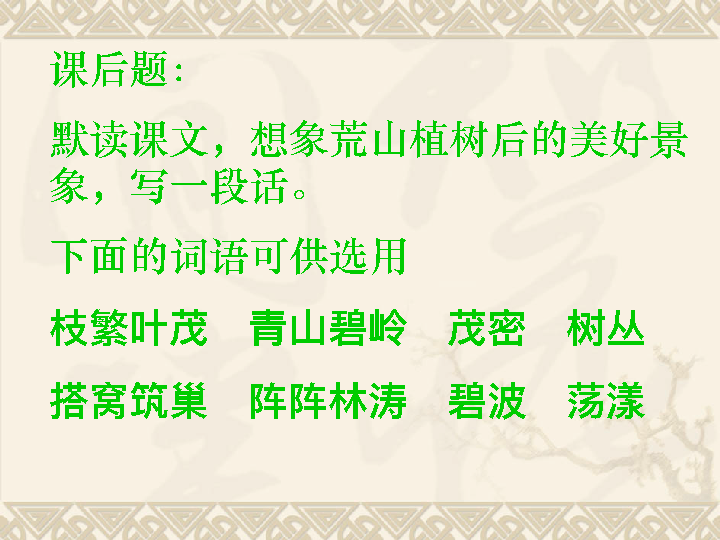 课后题：
默读课文，想象荒山植树后的美好景
象，写一段话。
下面的词语可供选用
枝繁叶茂 青山碧岭 茂密 树丛
搭窝筑巢 阵阵林涛 碧波 荡漾